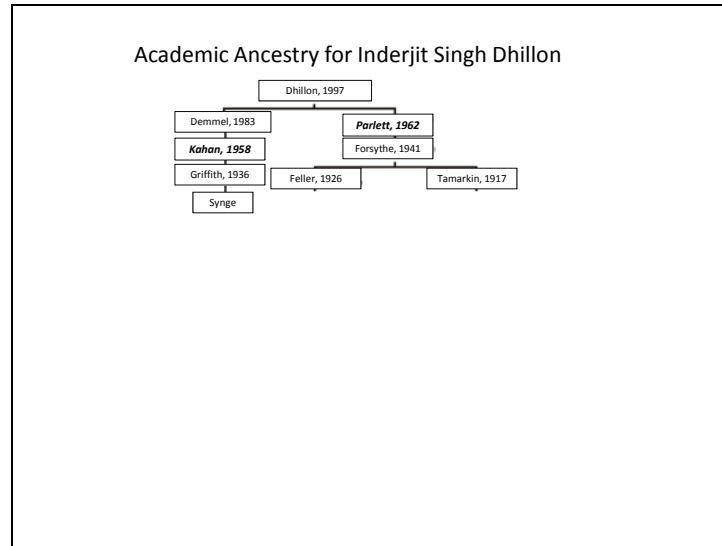 Academic Ancestry for Inderjit Singh Dhillon
Dhillon, 1997
Demmel, 1983
Parlett, 1962
Kahan, 1958
Forsythe, 1941
Griffith, 1936
Feller, 1926
Tamarkin, 1917
Synge